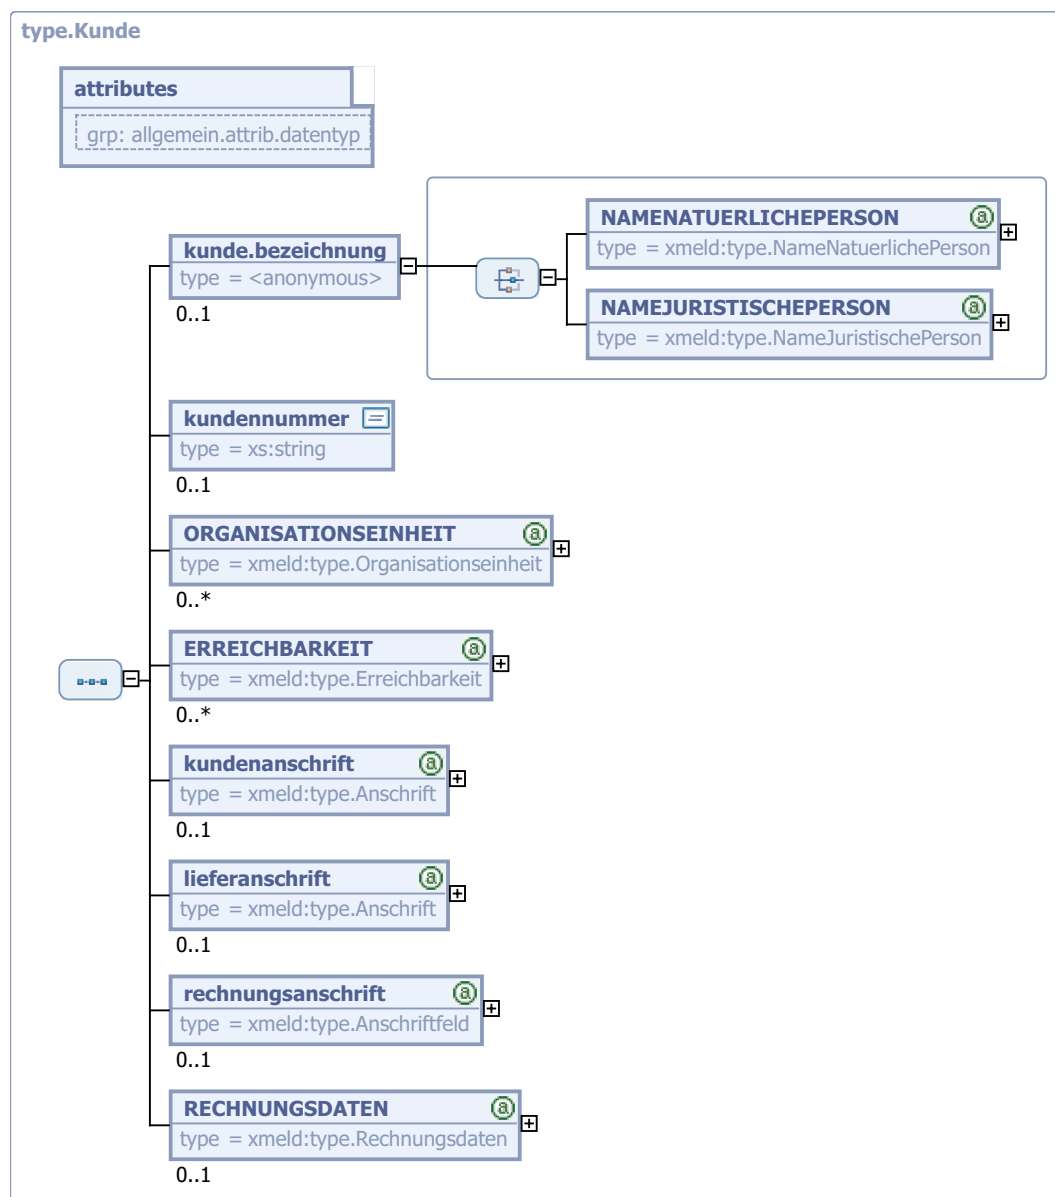 type.Kunde
attributes
grp: allgemein.attrib.datentyp
NAMENATUERLICHEPERSON
type = xmeld:type.NameNatuerlichePerson
kunde.bezeichnung
type = <anonymous>
0..1
NAMEJURISTISCHEPERSON
type = xmeld:type.NameJuristischePerson
kundennummer
type = xs:string
0..1
ORGANISATIONSEINHEIT
type = xmeld:type.Organisationseinheit
0..*
ERREICHBARKEIT
type = xmeld:type.Erreichbarkeit
0..*
kundenanschrift
type = xmeld:type.Anschrift
0..1
lieferanschrift
type = xmeld:type.Anschrift
0..1
rechnungsanschrift
type = xmeld:type.Anschriftfeld
0..1
RECHNUNGSDATEN
type = xmeld:type.Rechnungsdaten
0..1